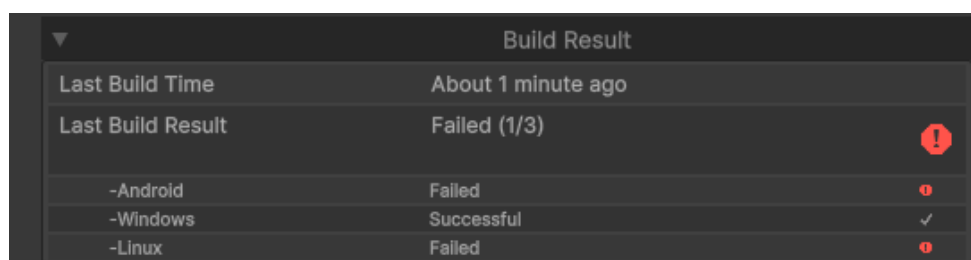 Build Result
Last Build Time About 1 minute ago
Last Build Result Failed (1/3)
-Android Failed
-Windows Successful
-Linux Failed